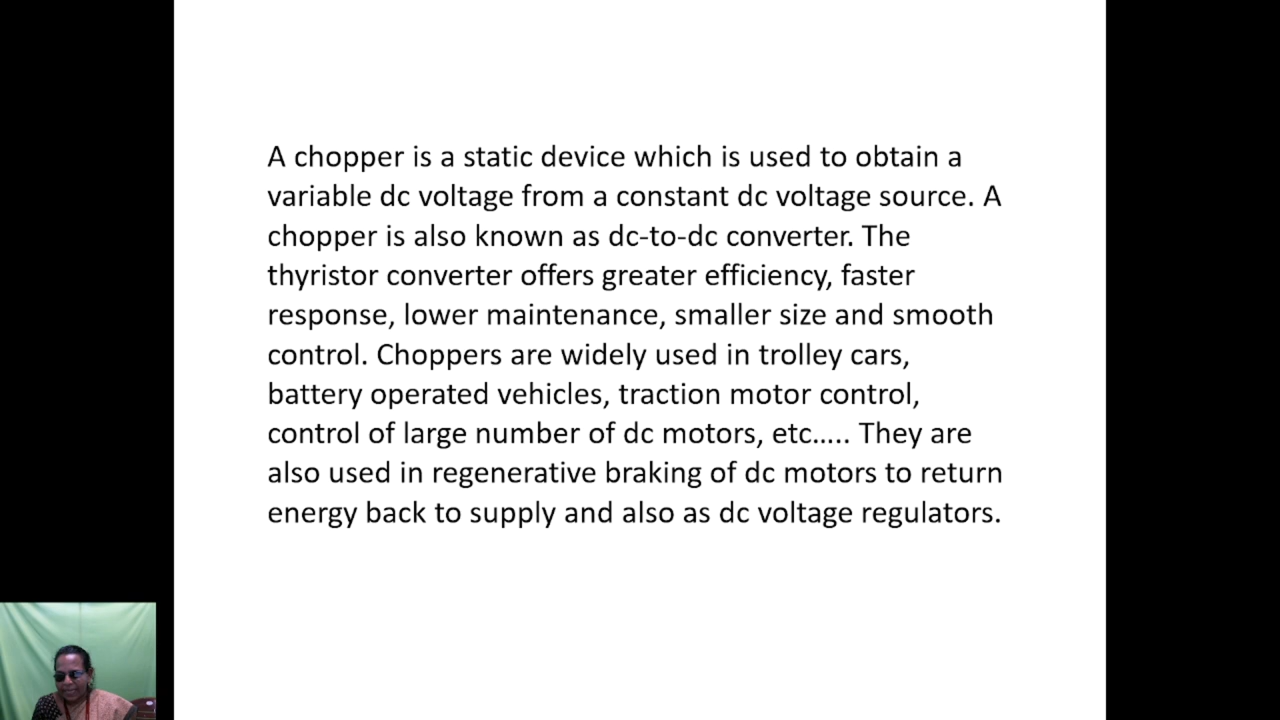 A chopper is a static device which is used to obtain a
variable dc voltage from a constant dc voltage source. A
chopper is also known as dc-to-dc converter. The
thyristor converter offers greater efficiency, faster
response, lower maintenance, smaller size and smooth
control. Choppers are widely used in trolley cars,
battery operated vehicles, traction motor control,
control of large number of dc motors, etc..... They are
also used in regenerative braking of dc motors to return
energy back to supply and also as dc voltage regulators.